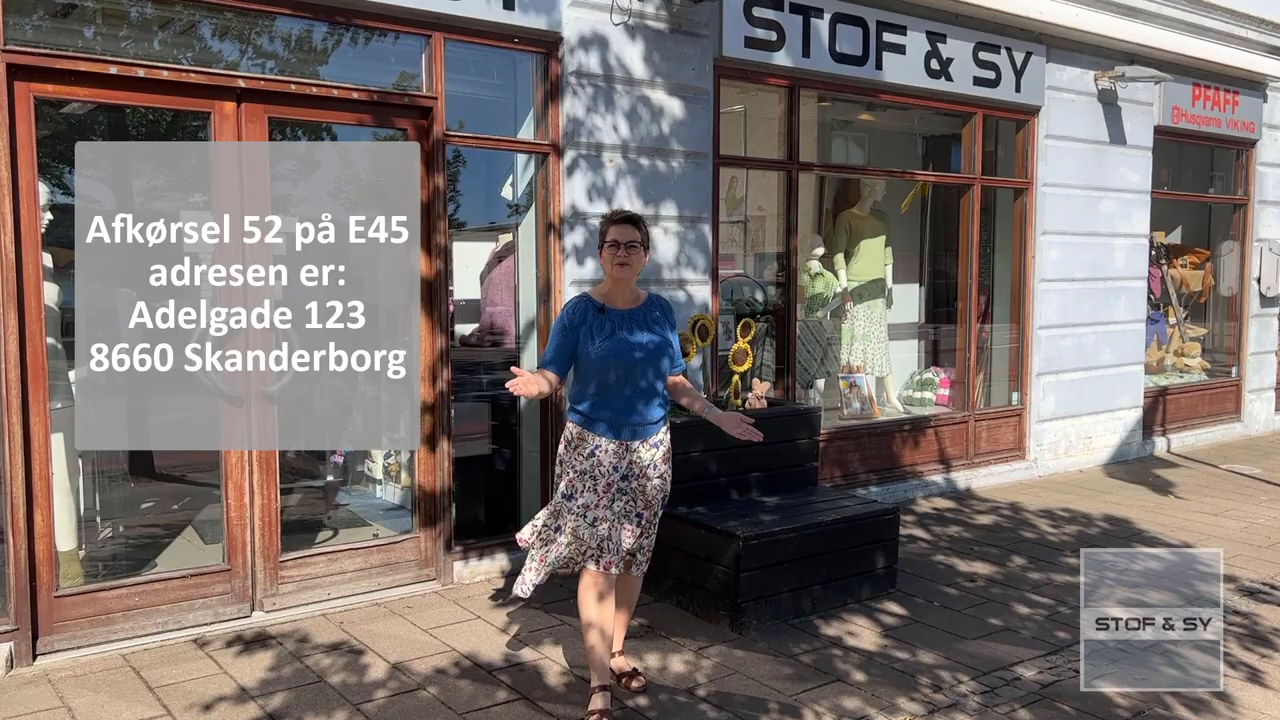 STOF & SY
PFAFF
Husqvarna VIKING
Afkørsel 52 på E45
adresen er:
Adelgade 123
8660 Skanderborg
STOF & SY